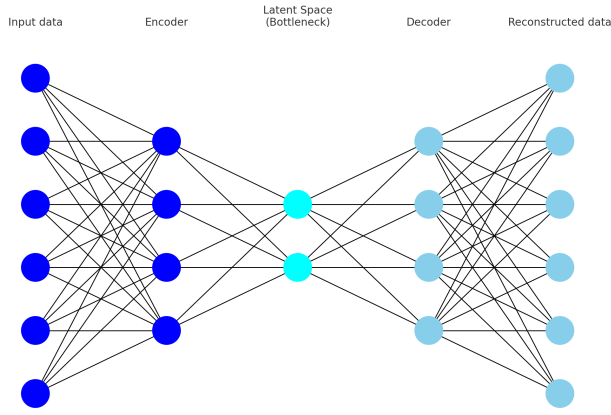 Input data
Encoder
Latent Space
(Bottleneck)
Decoder
Reconstructed data